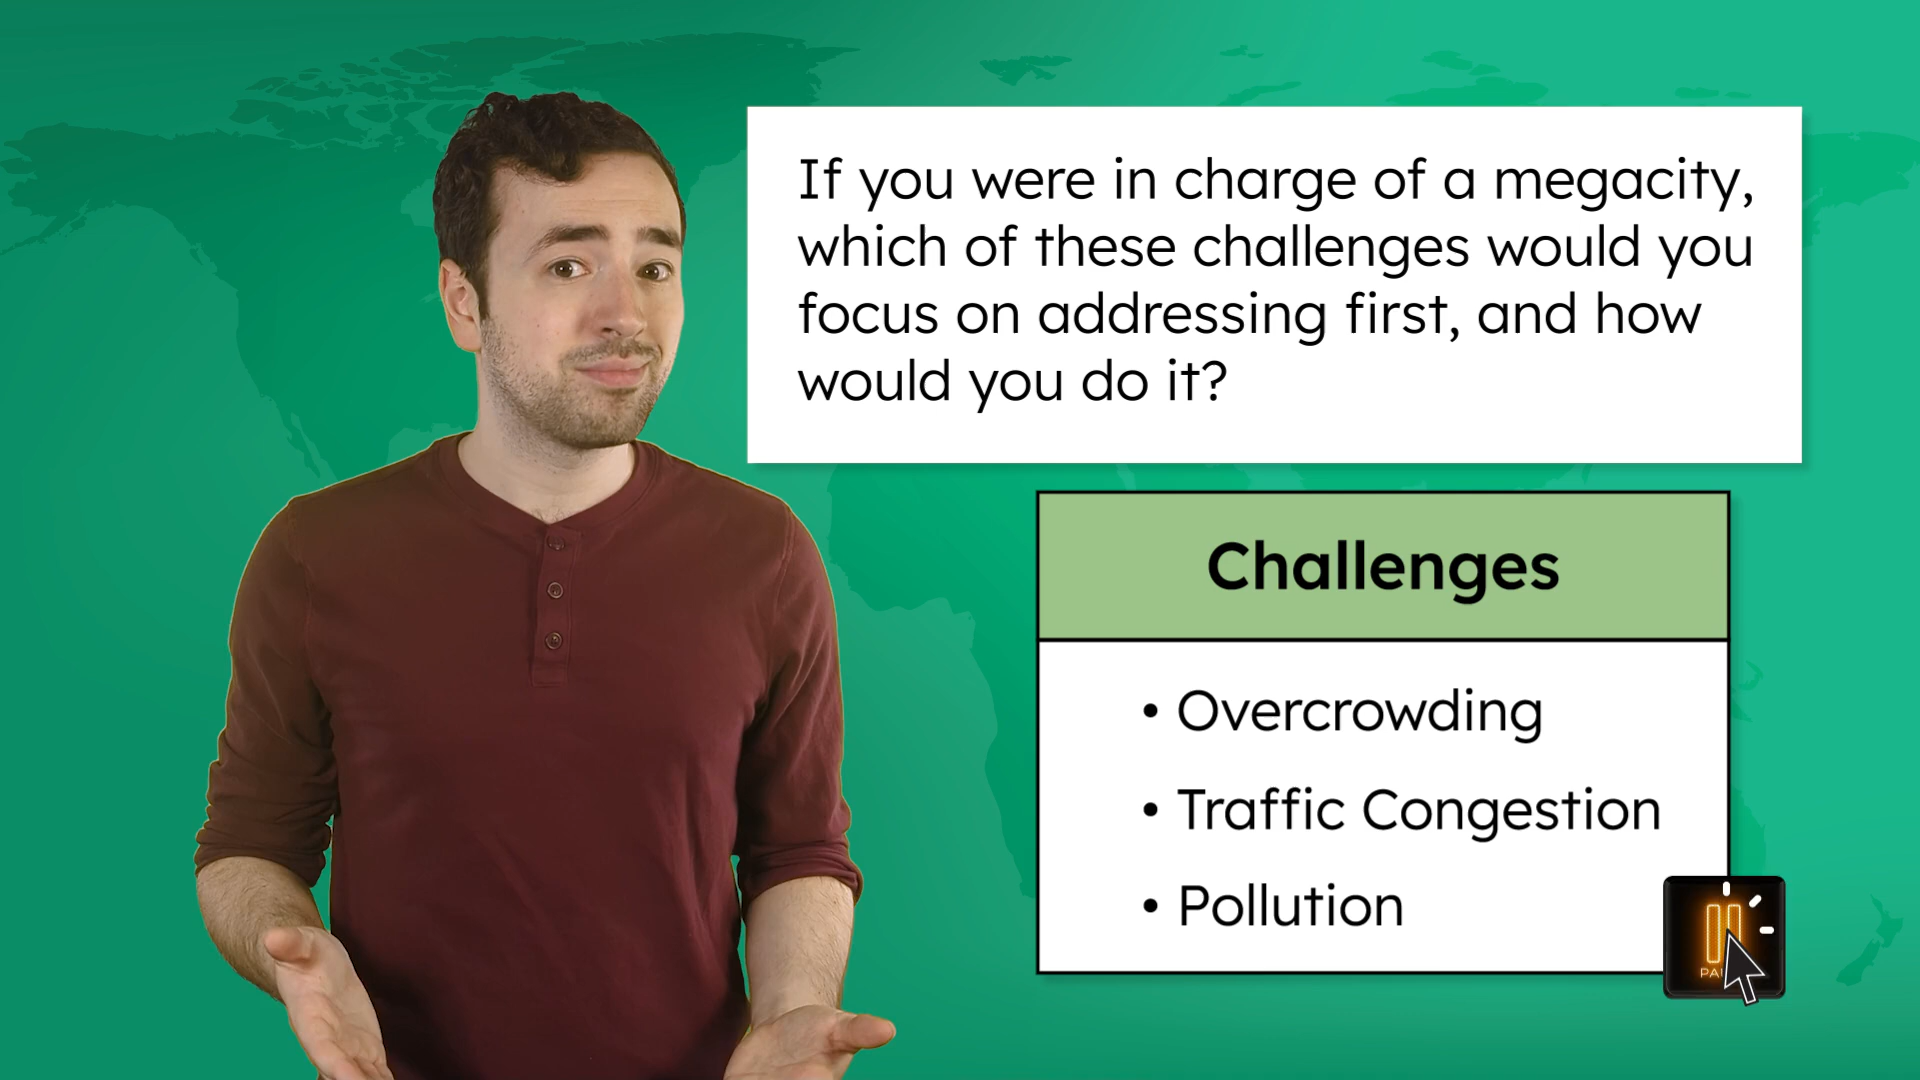 If you were in charge of a megacity,
which of these challenges would you
focus on addressing first, and how
would you do it?
Challenges
• Overcrowding
• Traffic Congestion
• Pollution